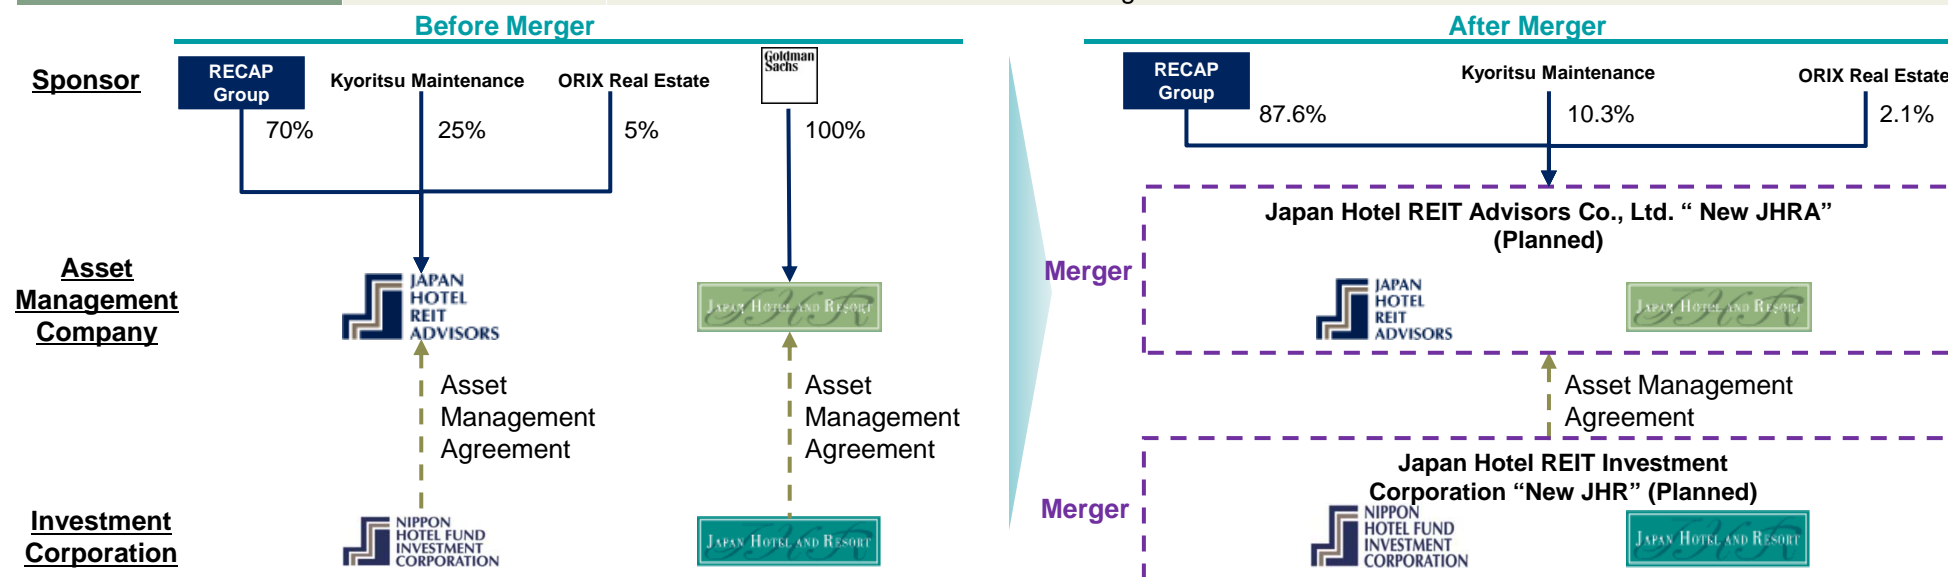 Before Merger
After Merger
Sponsor
RECAP
Group
Kyoritsu Maintenance
ORIX Real Estate
Goldman
Sachs
70%
25%
5%
100%
RECAP
Group
Kyoritsu Maintenance
ORIX Real Estate
87.6%
10.3%
2.1%
Asset
Management
Company
JAPAN
HOTEL
REIT
ADVISORS
JAPAN HOTEL AND RESORT
Merger
Japan Hotel REIT Advisors Co., Ltd. “ New JHRA”
(Planned)
JAPAN
HOTEL
REIT
ADVISORS
JAPAN HOTEL AND RESORT
Asset
Management
Agreement
Asset
Management
Agreement
Asset Management
Agreement
Investment
Corporation
NIPPON
HOTEL FUND
INVESTMENT
CORPORATION
JAPAN HOTEL AND RESORT
Merger
Japan Hotel REIT Investment
Corporation “New JHR” (Planned)
NIPPON
HOTEL FUND
INVESTMENT
CORPORATION
JAPAN HOTEL AND RESORT